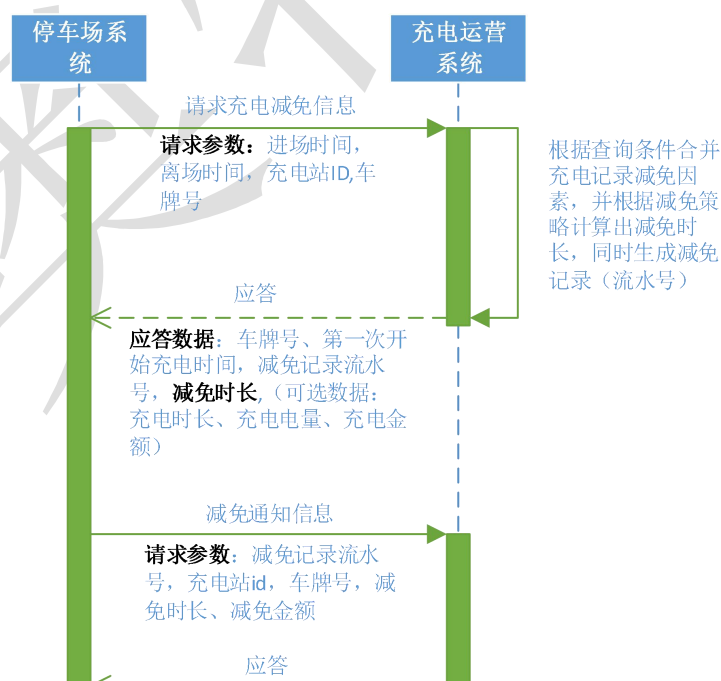 停车场系
统
充电运营
系统
请求充电减免信息
请求参数：进场时间，
离场时间，充电站ID,车
牌号
根据查询条件合并
充电记录减免因
素，并根据减免策
略计算出减免时
长，同时生成减免
记录（流水号）
应答
应答数据：车牌号、第一次开
始充电时间，减免记录流水
号，减免时长,（可选数据：
充电时长、充电电量、充电金
额）
减免通知信息
请求参数：减免记录流水
号，充电站id，车牌号，减
免时长、减免金额
应答